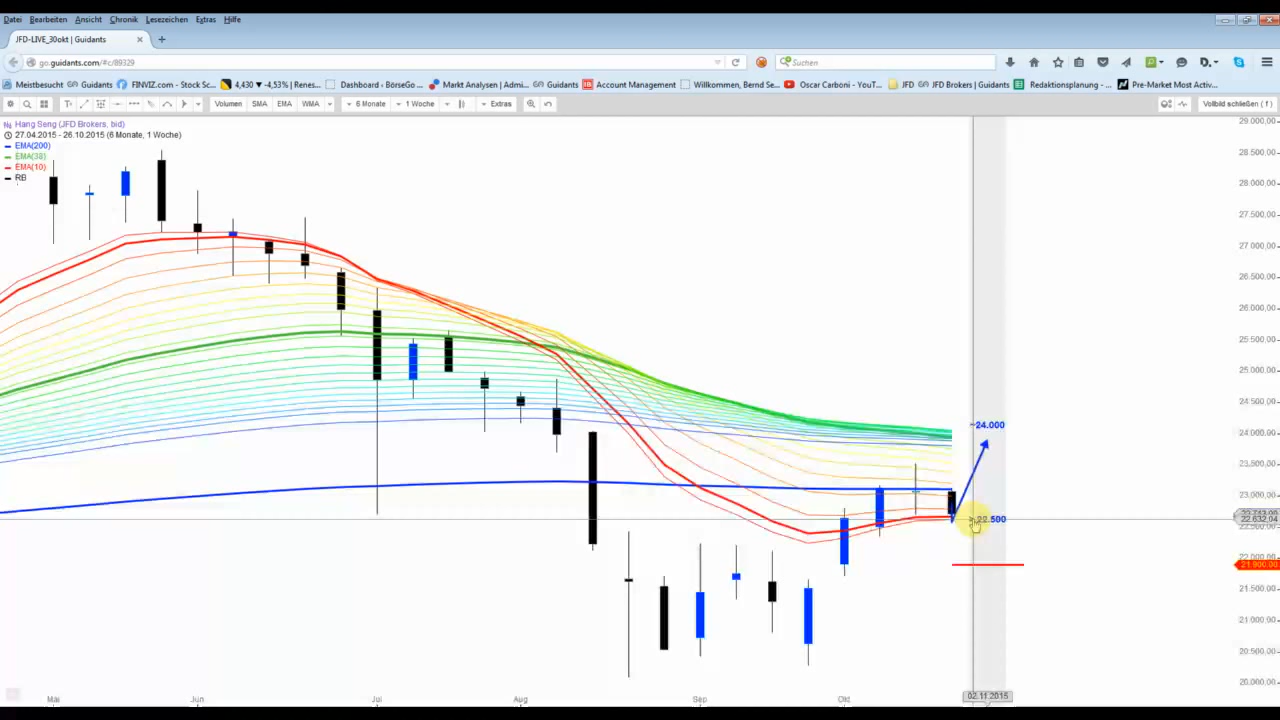 Datei Bearbeiten Ansicht Chronik Lesezeichen Extras Hilfe
JFD-LIVE_30okt | Guidants
go.guidants.com/#c/89329
Suchen
Meistbesucht Guidants FINVIZ.com - Stock Sc... 4,430 ▼ -4,53% | Renes... Dashboard - BörseGo... Markt Analysen | Admi... Guidants Account Management Willkommen, Bernd Se... Oscar Carboni - YouT... JFD JFD Brokers | Guidants Redaktionsplanung - ... Pre-Market Most Activ...
Volumen SMA EMA WMA 6 Monate 1 Woche Extras Vollbild schließen ( f )
Hang Seng (JFD Brokers, bid)
27.04.2015 - 26.10.2015 (6 Monate, 1 Woche)
EMA(200)
EMA(38)
EMA(10)
RB
29.000,00
28.500,00
28.000,00
27.500,00
27.000,00
26.500,00
26.000,00
25.500,00
25.000,00
24.500,00
~24.000
24.000,00
23.500,00
23.000,00
22.500
22.632,04
22.000,00
21.900,00
21.500,00
21.000,00
20.500,00
20.000,00
Mai Jun Jul Aug Sep Okt 02.11.2015